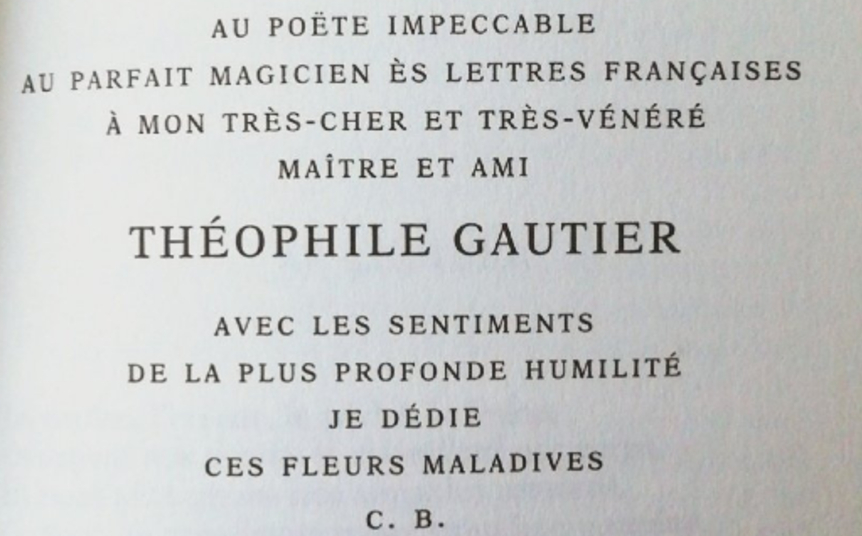 AU POËTE IMPECCABLE
AU PARFAIT MAGICIEN ÈS LETTRES FRANÇAISES
À MON TRÈS-CHER ET TRÈS-VÉNÉRÉ
MAÎTRE ET AMI
THÉOPHILE GAUTIER
AVEC LES SENTIMENTS
DE LA PLUS PROFONDE HUMILITÉ
JE DÉDIE
CES FLEURS MALADIVES
C. B.